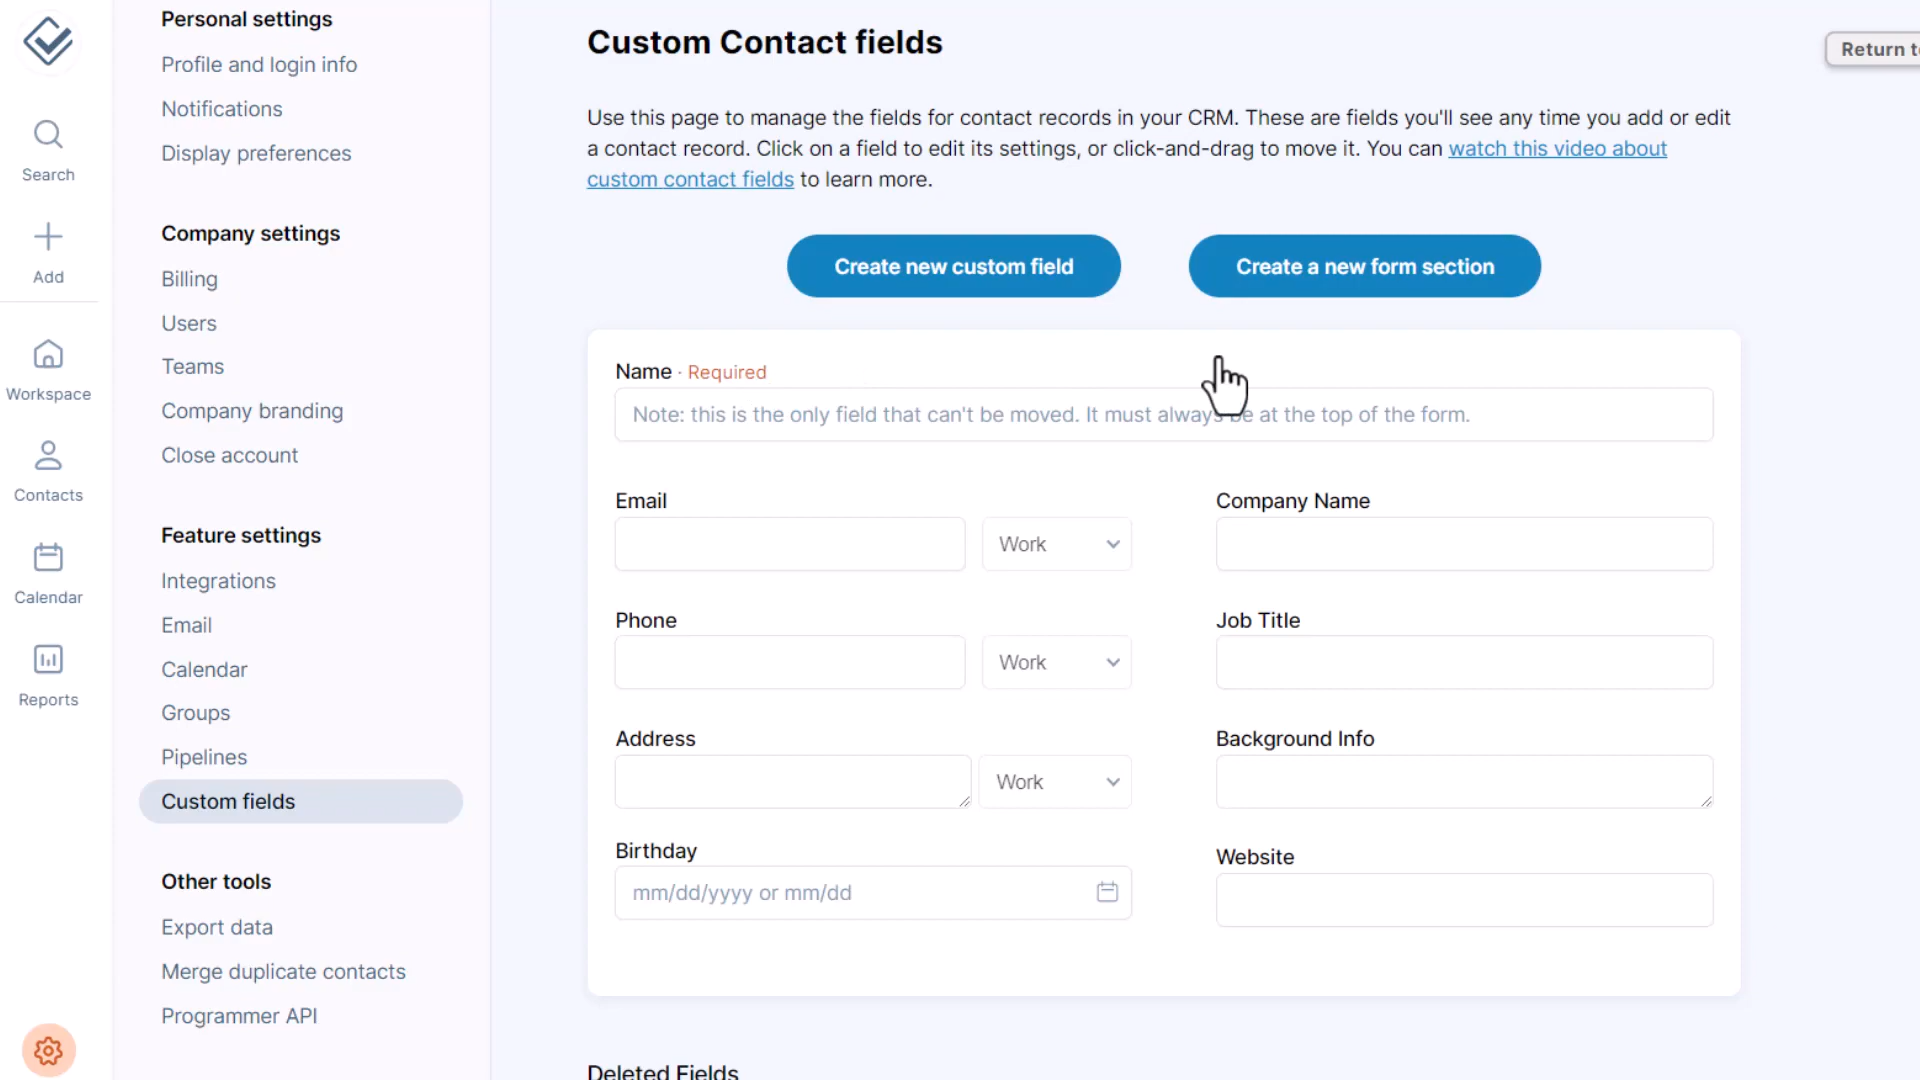 Search
Add
Workspace
Contacts
Calendar
Reports
Personal settings
Profile and login info
Notifications
Display preferences
Company settings
Billing
Users
Teams
Company branding
Close account
Feature settings
Integrations
Email
Calendar
Groups
Pipelines
Custom fields
Other tools
Export data
Merge duplicate contacts
Programmer API
Custom Contact fields
Return to
Use this page to manage the fields for contact records in your CRM. These are fields you'll see any time you add or edit
a contact record. Click on a field to edit its settings, or click-and-drag to move it. You can watch this video about
custom contact fields to learn more.
Create new custom field
Create a new form section
Name · Required
Note: this is the only field that can't be moved. It must always be at the top of the form.
Email
Work
Company Name
Phone
Work
Job Title
Address
Work
Background Info
Birthday
mm/dd/yyyy or mm/dd
Website
Deleted Fields